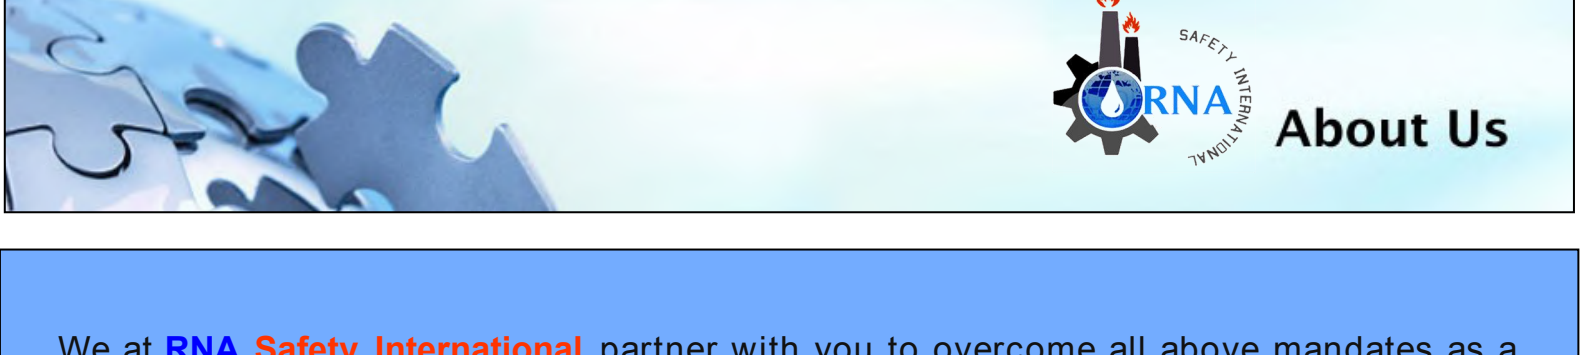 SAFETY INTERNATIONAL
RNA
About Us
We at RNA Safety International partner with you to overcome all above mandates as a